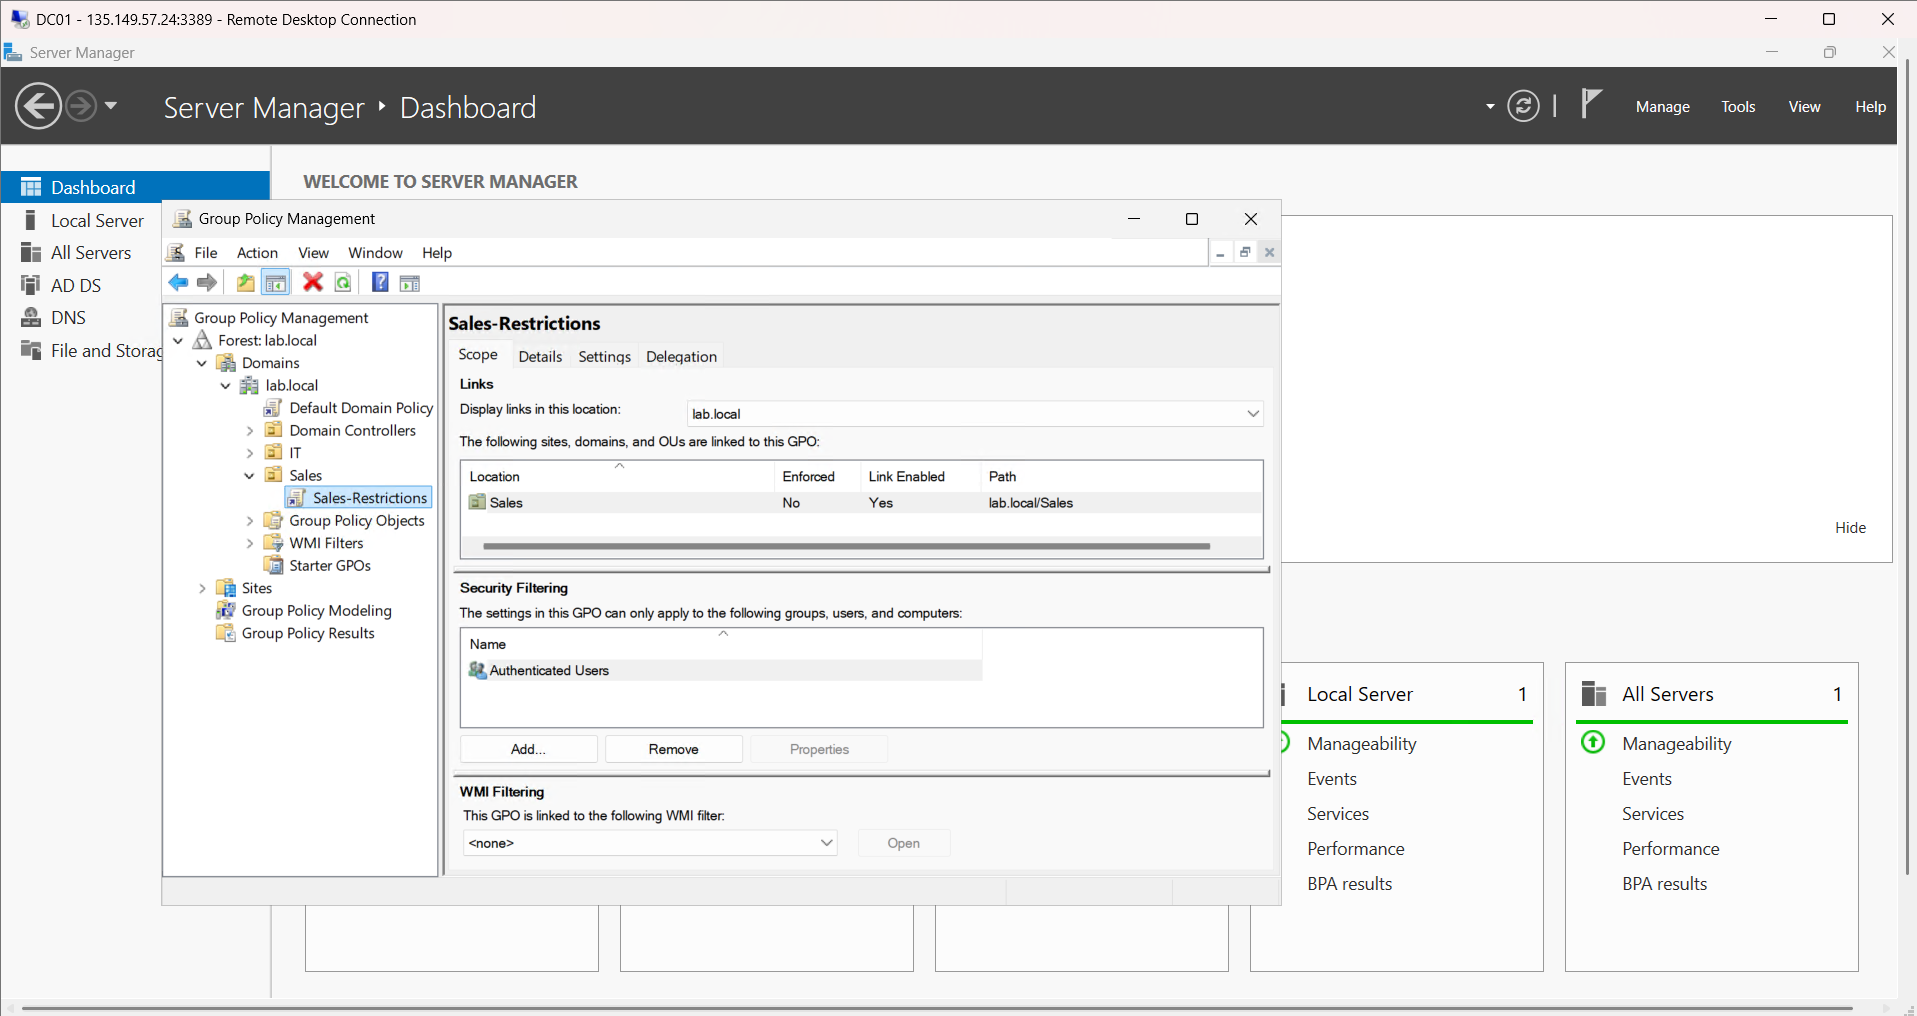 DC01 - 135.149.57.24:3389 - Remote Desktop Connection
Server Manager
Server Manager Dashboard
Manage Tools View Help
Dashboard
Local Server
All Servers
AD DS
DNS
File and Storag
WELCOME TO SERVER MANAGER
Hide
Group Policy Management
File Action View Window Help
Group Policy Management
Forest: lab.local
Domains
lab.local
Default Domain Policy
Domain Controllers
IT
Sales
Sales-Restrictions
Group Policy Objects
WMI Filters
Starter GPOs
Sites
Group Policy Modeling
Group Policy Results
Sales-Restrictions
Scope Details Settings Delegation
Links
Display links in this location: lab.local
The following sites, domains, and OUs are linked to this GPO:
Location Enforced Link Enabled Path
Sales No Yes lab.local/Sales
Security Filtering
The settings in this GPO can only apply to the following groups, users, and computers:
Name
Authenticated Users
Add... Remove Properties
WMI Filtering
This GPO is linked to the following WMI filter:
<none> Open
Local Server 1
Manageability
Events
Services
Performance
BPA results
All Servers 1
Manageability
Events
Services
Performance
BPA results